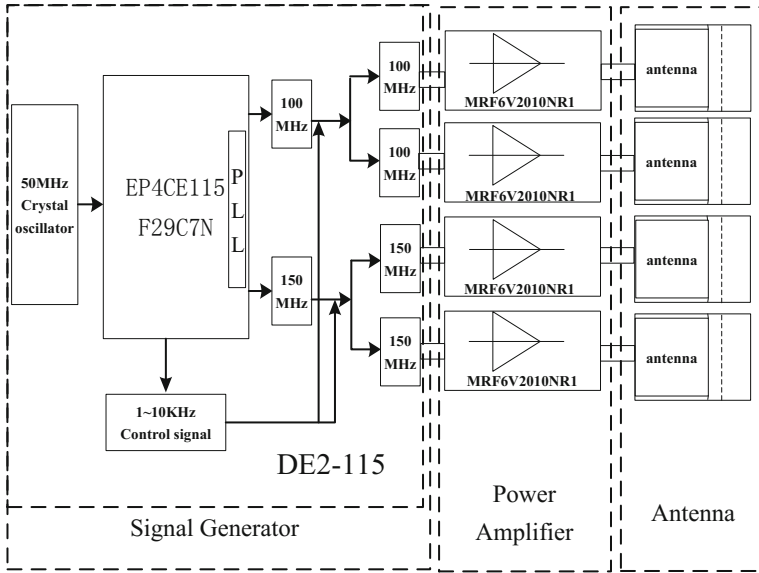 50MHz
Crystal
oscillator
EP4CE115
F29C7N
P
L
L
100
MHz
150
MHz
1~10KHz
Control signal
100
MHz
100
MHz
150
MHz
150
MHz
DE2-115
Signal Generator
MRF6V2010NR1
MRF6V2010NR1
MRF6V2010NR1
MRF6V2010NR1
Power
Amplifier
antenna
antenna
antenna
antenna
Antenna